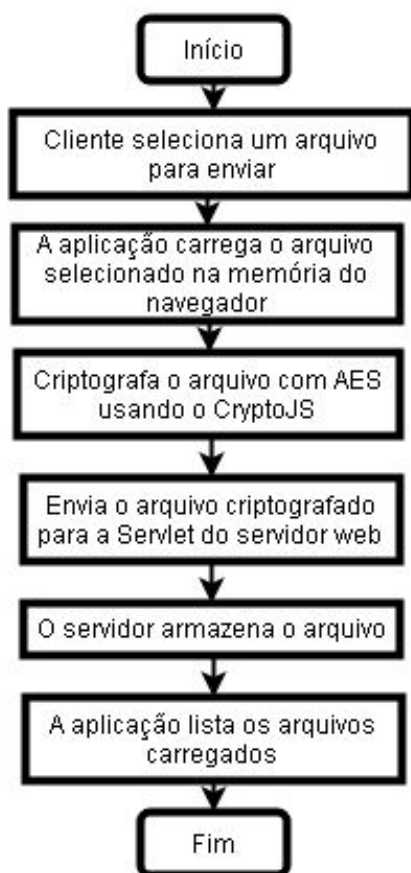 Início
Cliente seleciona um arquivo
para enviar
A aplicação carrega o arquivo
selecionado na memória do
navegador
Criptografa o arquivo com AES
usando o CryptoJS
Envia o arquivo criptografado
para a Servlet do servidor web
O servidor armazena o arquivo
A aplicação lista os arquivos
carregados
Fim